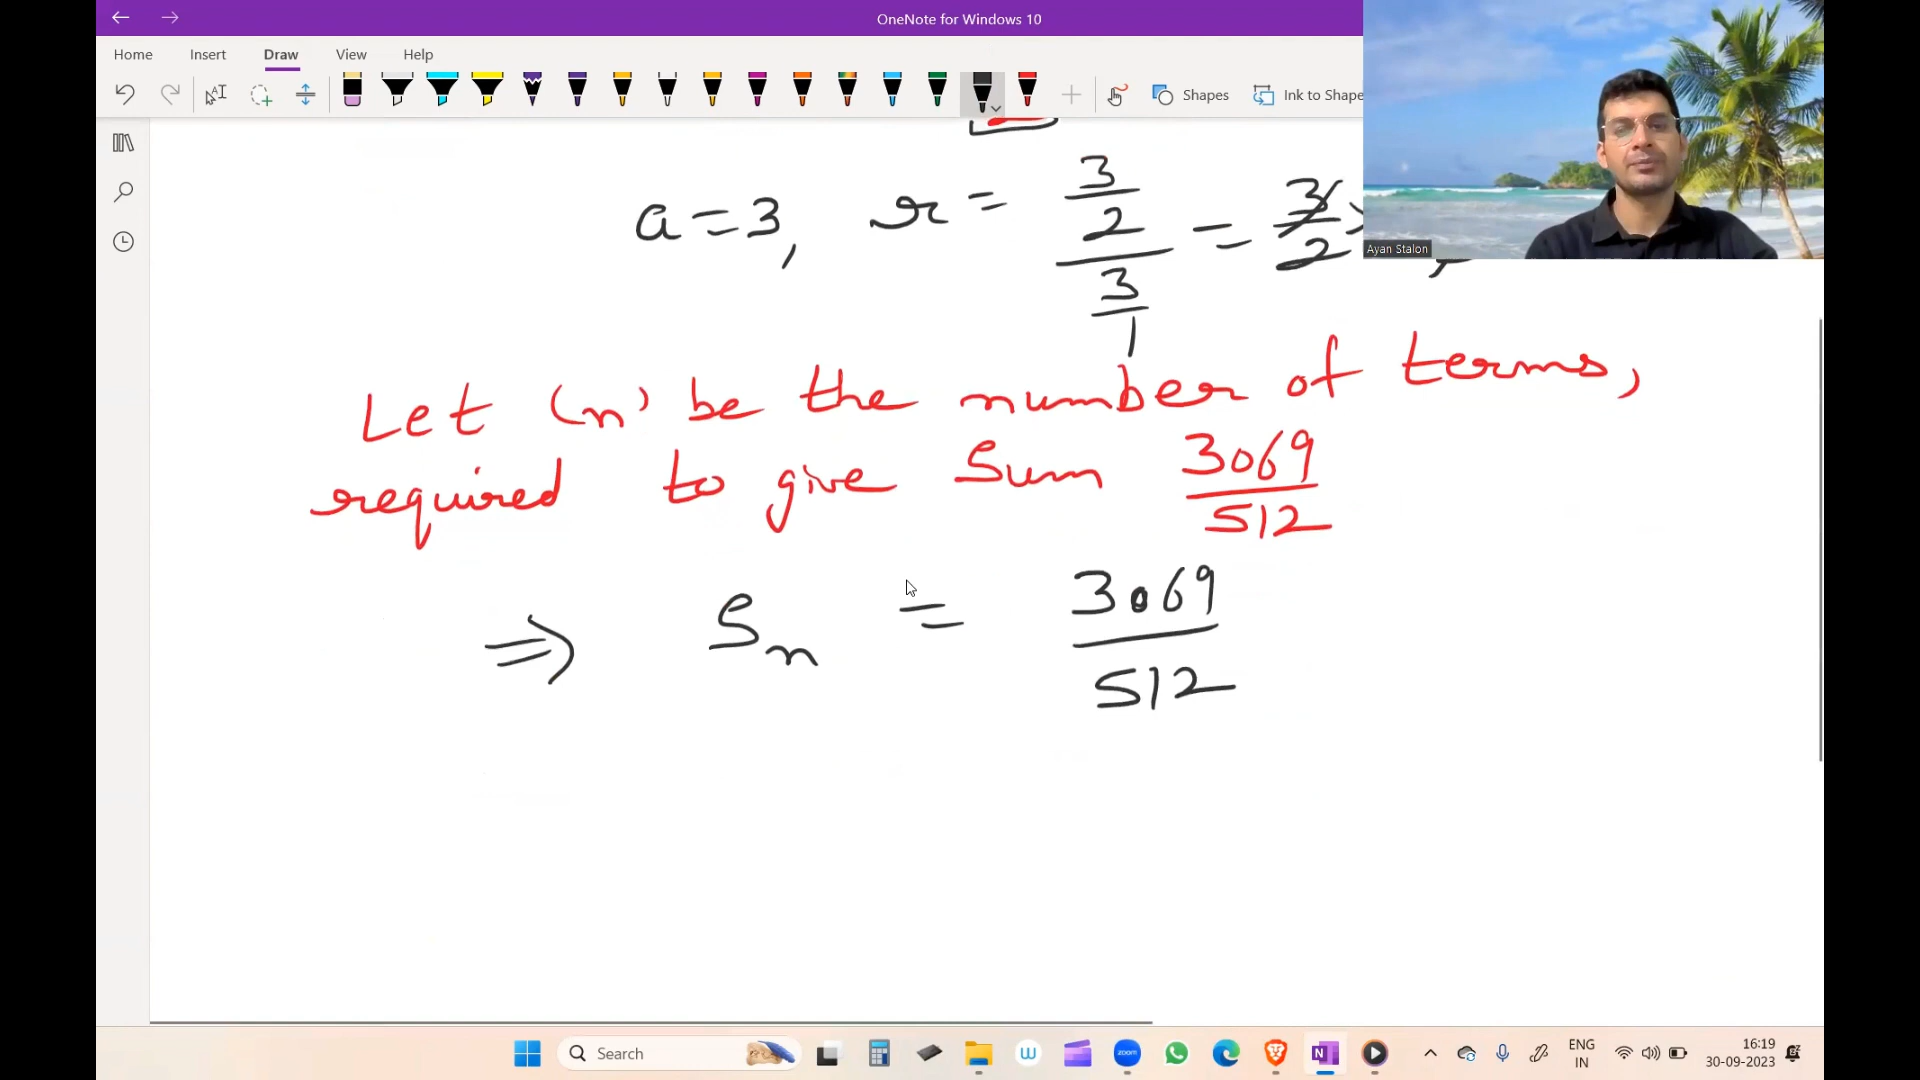 OneNote for Windows 10
Home Insert Draw View Help
Shapes Ink to Shape
Ayan Stalon
a = 3, r = 3/2 / 3/1 = 3/2
Let 'n' be the number of terms,
required to give Sum 3069/512
⇒ Sn = 3069/512
Search
zoom
ENG
IN
16:19
30-09-2023